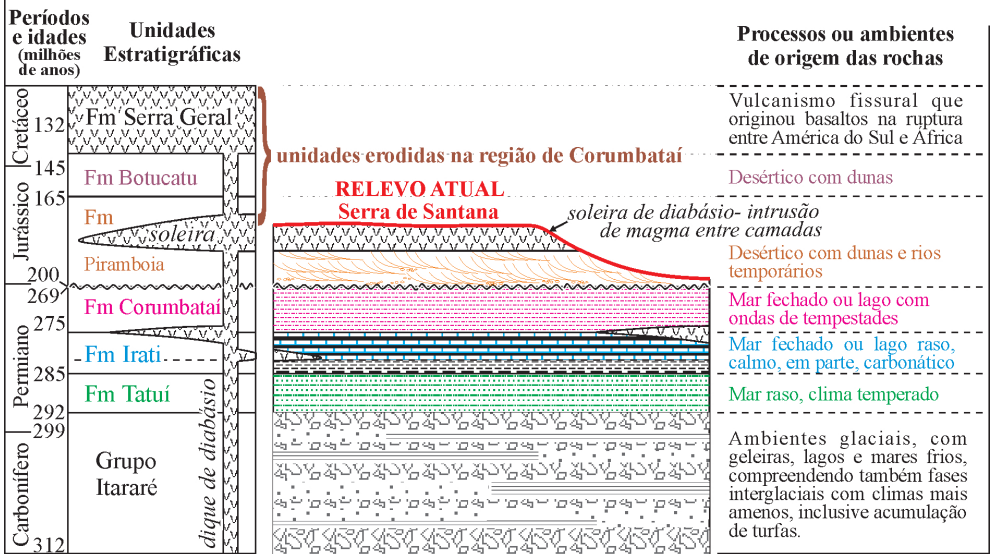 Períodos
e idades
(milhões
de anos)
Unidades
Estratigráficas
Processos ou ambientes
de origem das rochas
Cretácco
132
145
Jurássico
165
200
Permiano
269
275
285
292
Carbonífero
299
312
Fm Serra Geral
Fm Botucatu
Fm
soleira
Piramboia
Fm Corumbataí
Fm Irati
Fm Tatuí
Grupo
Itararé
dique de diabásio
unidades erodidas na região de Corumbataí
RELEVO ATUAL
Serra de Santana
soleira de diabásio- intrusão
de magma entre camadas
Vulcanismo fissural que
originou basaltos na ruptura
entre América do Sul e África
Desértico com dunas
Desértico com dunas e rios
temporários
Mar fechado ou lago com
ondas de tempestades
Mar fechado ou lago raso,
calmo, em parte, carbonático
Mar raso, clima temperado
Ambientes glaciais, com
geleiras, lagos e mares frios,
compreendendo também fases
interglaciais com climas mais
amenos, inclusive acumulação
de turfas.